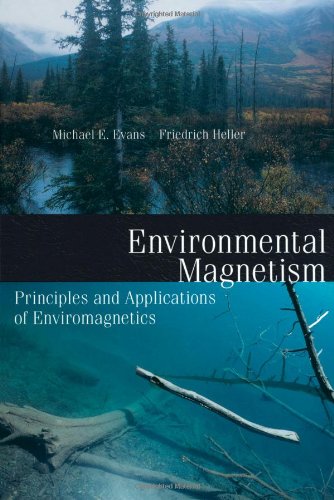 Michael E. Evans Friedrich Heller
Environmental
Magnetism
Principles and Applications
of Enviromagnetics